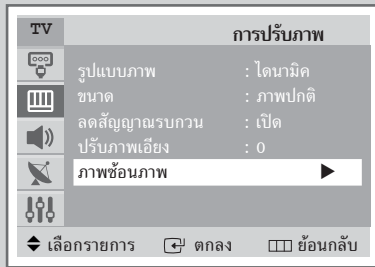 TV การปรับภาพ
รูปแบบภาพ : ไดนามิค
ขนาด : ภาพปกติ
ลดสัญญาณรบกวน : เปิด
ปรับภาพเอียง : 0
ภาพซ้อนภาพ ►
เลือกรายการ ตกลง ย้อนกลับ